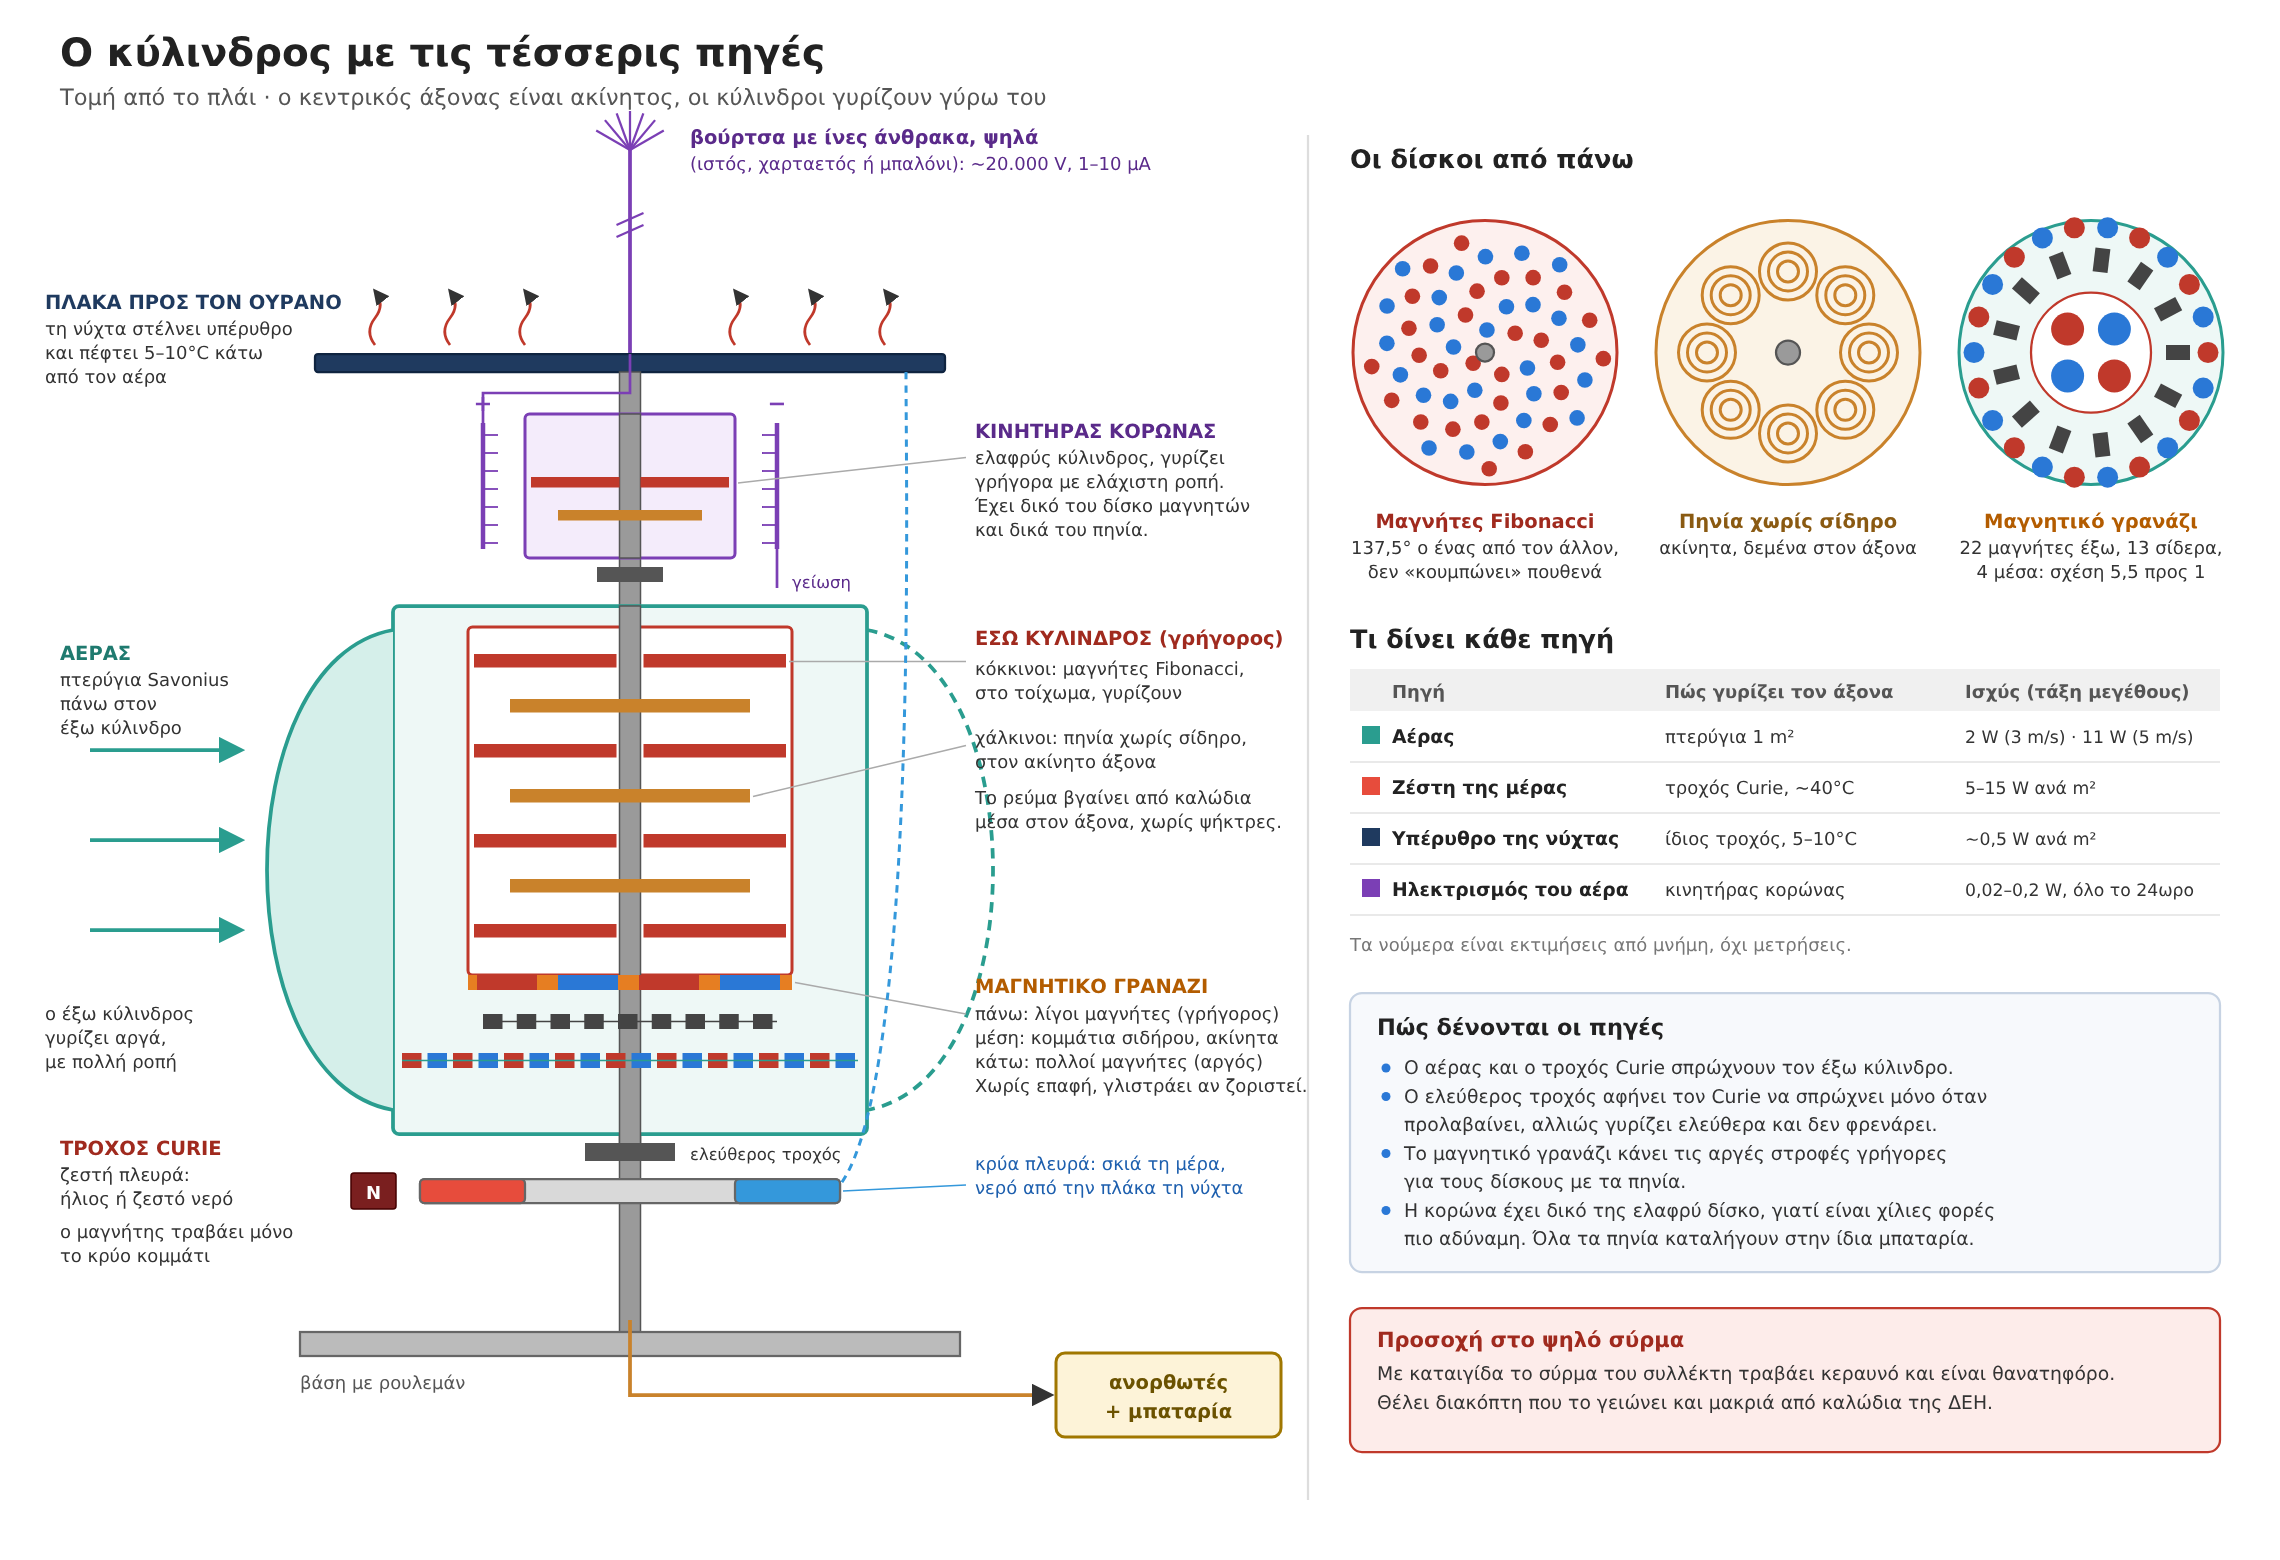 Ο κύλινδρος με τις τέσσερις πηγές
Τομή από το πλάι · ο κεντρικός άξονας είναι ακίνητος, οι κύλινδροι γυρίζουν γύρω του
βούρτσα με ίνες άνθρακα, ψηλά
(ιστός, χαρταετός ή μπαλόνι): ~20.000 V, 1–10 µA
ΠΛΑΚΑ ΠΡΟΣ ΤΟΝ ΟΥΡΑΝΟ
τη νύχτα στέλνει υπέρυθρο
και πέφτει 5–10°C κάτω
από τον αέρα
+
−
ΚΙΝΗΤΗΡΑΣ ΚΟΡΩΝΑΣ
ελαφρύς κύλινδρος, γυρίζει
γρήγορα με ελάχιστη ροπή.
Έχει δικό του δίσκο μαγνητών
και δικά του πηνία.
γείωση
ΑΕΡΑΣ
πτερύγια Savonius
πάνω στον
έξω κύλινδρο
ΕΣΩ ΚΥΛΙΝΔΡΟΣ (γρήγορος)
κόκκινοι: μαγνήτες Fibonacci,
στο τοίχωμα, γυρίζουν
χάλκινοι: πηνία χωρίς σίδηρο,
στον ακίνητο άξονα
Το ρεύμα βγαίνει από καλώδια
μέσα στον άξονα, χωρίς ψήκτρες.
ο έξω κύλινδρος
γυρίζει αργά,
με πολλή ροπή
ΜΑΓΝΗΤΙΚΟ ΓΡΑΝΑΖΙ
πάνω: λίγοι μαγνήτες (γρήγορος)
μέση: κομμάτια σιδήρου, ακίνητα
κάτω: πολλοί μαγνήτες (αργός)
Χωρίς επαφή, γλιστράει αν ζοριστεί.
ΤΡΟΧΟΣ CURIE
ζεστή πλευρά:
ήλιος ή ζεστό νερό
ο μαγνήτης τραβάει μόνο
το κρύο κομμάτι
N
ελεύθερος τροχός
κρύα πλευρά: σκιά τη μέρα,
νερό από την πλάκα τη νύχτα
βάση με ρουλεμάν
ανορθωτές
+ μπαταρία
Οι δίσκοι από πάνω
Μαγνήτες Fibonacci
137,5° ο ένας από τον άλλον,
δεν «κουμπώνει» πουθενά
Πηνία χωρίς σίδηρο
ακίνητα, δεμένα στον άξονα
Μαγνητικό γρανάζι
22 μαγνήτες έξω, 13 σίδερα,
4 μέσα: σχέση 5,5 προς 1
Τι δίνει κάθε πηγή
Πηγή Πώς γυρίζει τον άξονα Ισχύς (τάξη μεγέθους)
Αέρας πτερύγια 1 m² 2 W (3 m/s) · 11 W (5 m/s)
Ζέστη της μέρας τροχός Curie, ~40°C 5–15 W ανά m²
Υπέρυθρο της νύχτας ίδιος τροχός, 5–10°C ~0,5 W ανά m²
Ηλεκτρισμός του αέρα κινητήρας κορώνας 0,02–0,2 W, όλο το 24ωρο
Τα νούμερα είναι εκτιμήσεις από μνήμη, όχι μετρήσεις.
Πώς δένονται οι πηγές
● Ο αέρας και ο τροχός Curie σπρώχνουν τον έξω κύλινδρο.
● Ο ελεύθερος τροχός αφήνει τον Curie να σπρώχνει μόνο όταν
προλαβαίνει, αλλιώς γυρίζει ελεύθερα και δεν φρενάρει.
● Το μαγνητικό γρανάζι κάνει τις αργές στροφές γρήγορες
για τους δίσκους με τα πηνία.
● Η κορώνα έχει δικό της ελαφρύ δίσκο, γιατί είναι χίλιες φορές
πιο αδύναμη. Όλα τα πηνία καταλήγουν στην ίδια μπαταρία.
Προσοχή στο ψηλό σύρμα
Με καταιγίδα το σύρμα του συλλέκτη τραβάει κεραυνό και είναι θανατηφόρο.
Θέλει διακόπτη που το γειώνει και μακριά από καλώδια της ΔΕΗ.